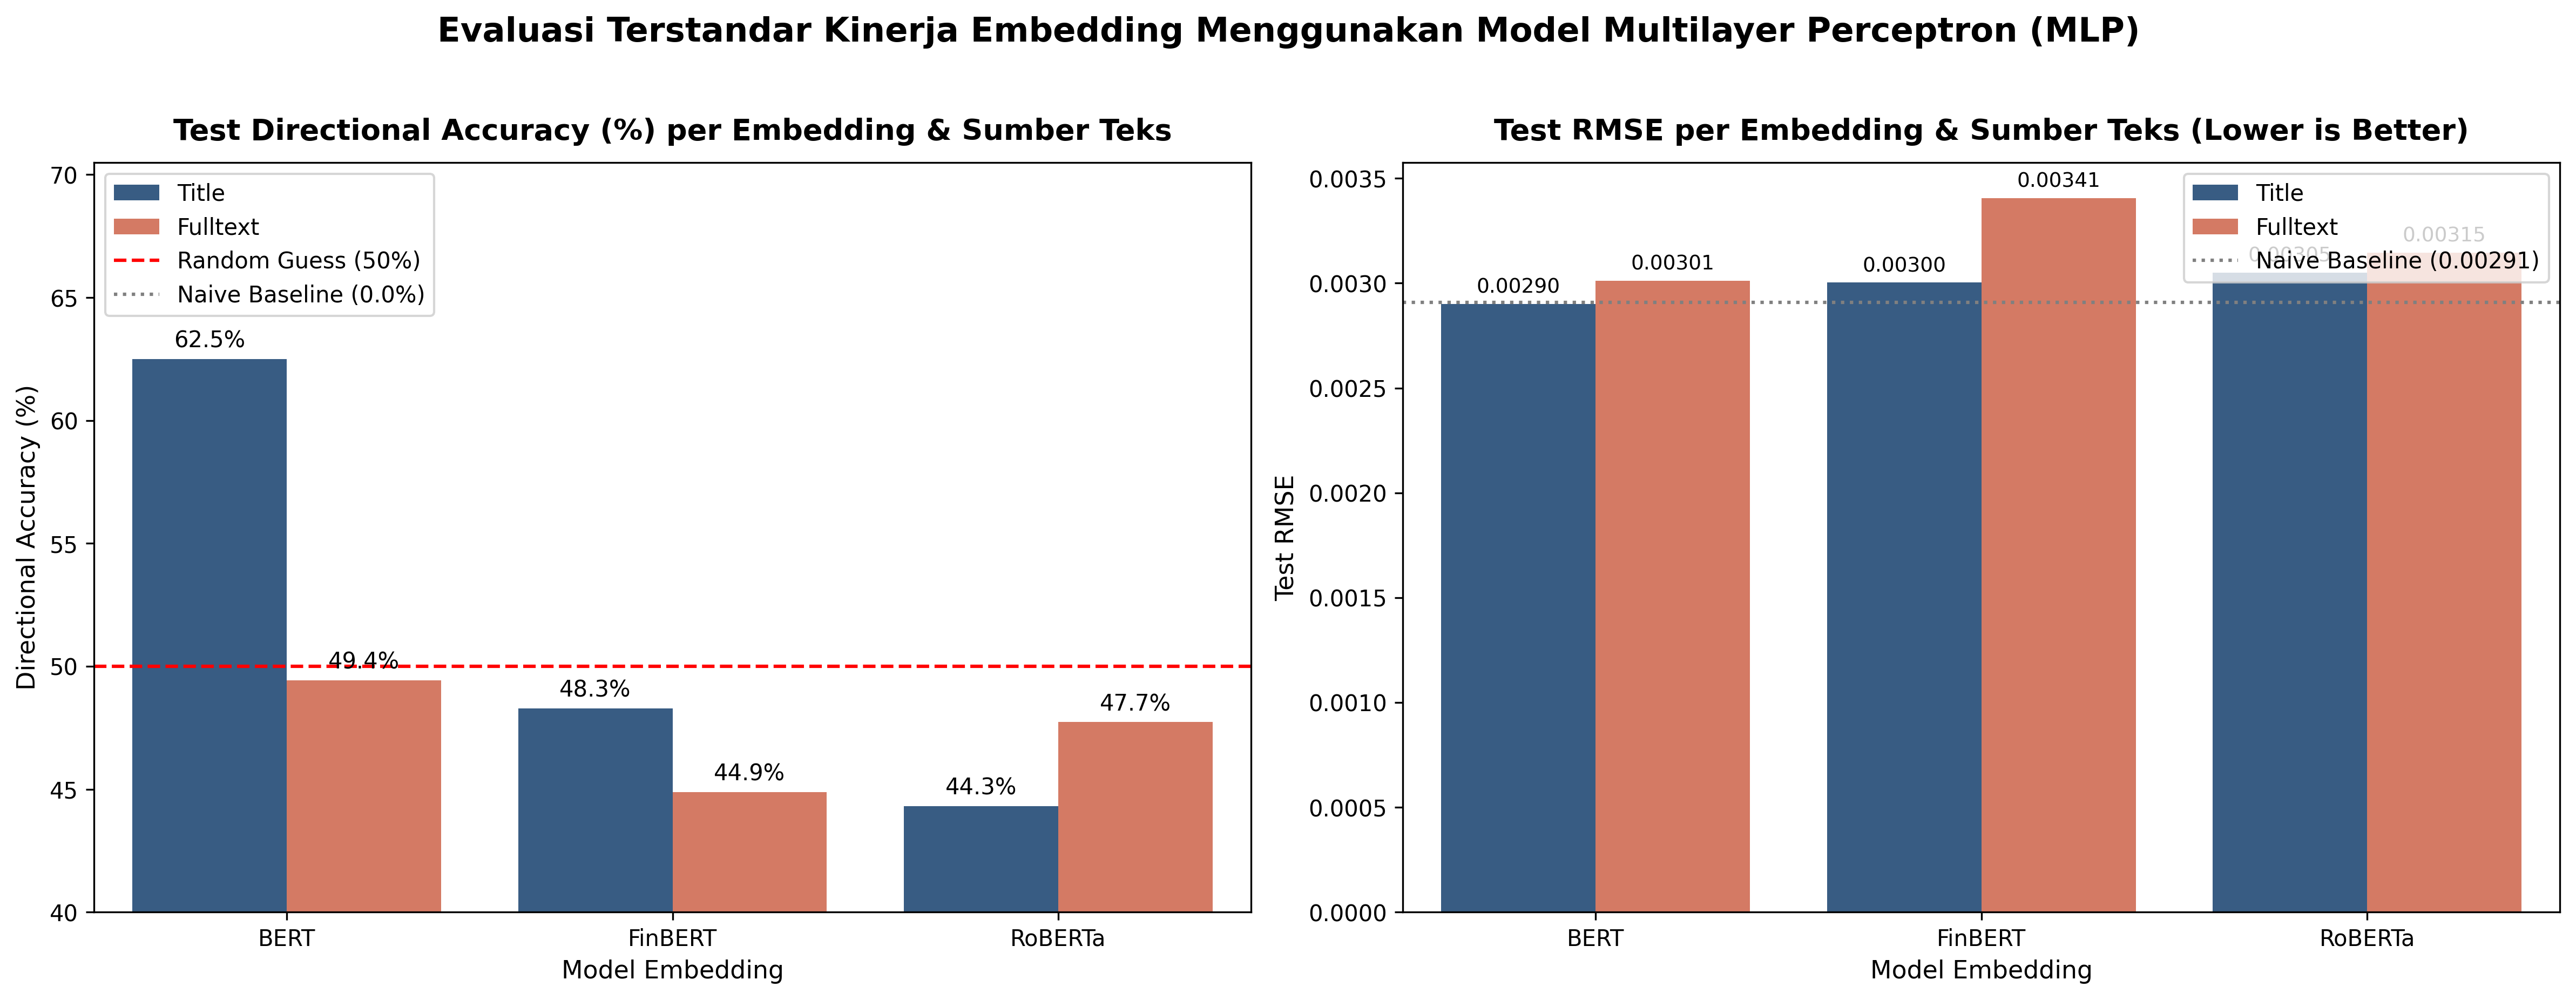 Evaluasi Terstandar Kinerja Embedding Menggunakan Model Multilayer Perceptron (MLP)
Test Directional Accuracy (%) per Embedding & Sumber Teks
70
65
60
55
50
45
40
Directional Accuracy (%)
Title
Fulltext
Random Guess (50%)
Naive Baseline (0.0%)
62.5%
49.4%
48.3%
44.9%
44.3%
47.7%
BERT
FinBERT
RoBERTa
Model Embedding
Test RMSE per Embedding & Sumber Teks (Lower is Better)
0.0035
0.0030
0.0025
0.0020
0.0015
0.0010
0.0005
0.0000
Test RMSE
Title
Fulltext
Naive Baseline (0.00291)
0.00290
0.00301
0.00300
0.00341
0.00305
0.00315
BERT
FinBERT
RoBERTa
Model Embedding